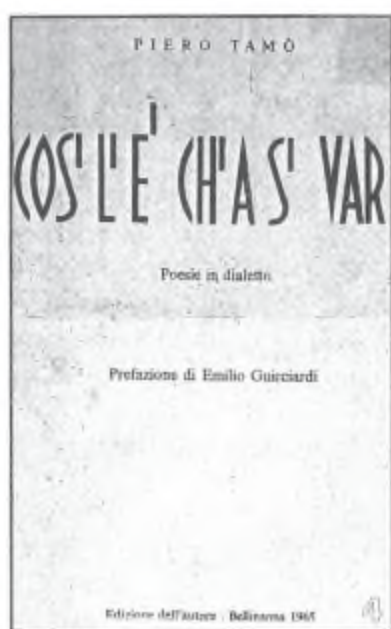 PIERO TAMÒ
COS' L' È CH'A S' VAR
Poesie in dialetto
Prefazione di Emilio Guicciardi
Edizione dell'autore - Bellinzona 1965